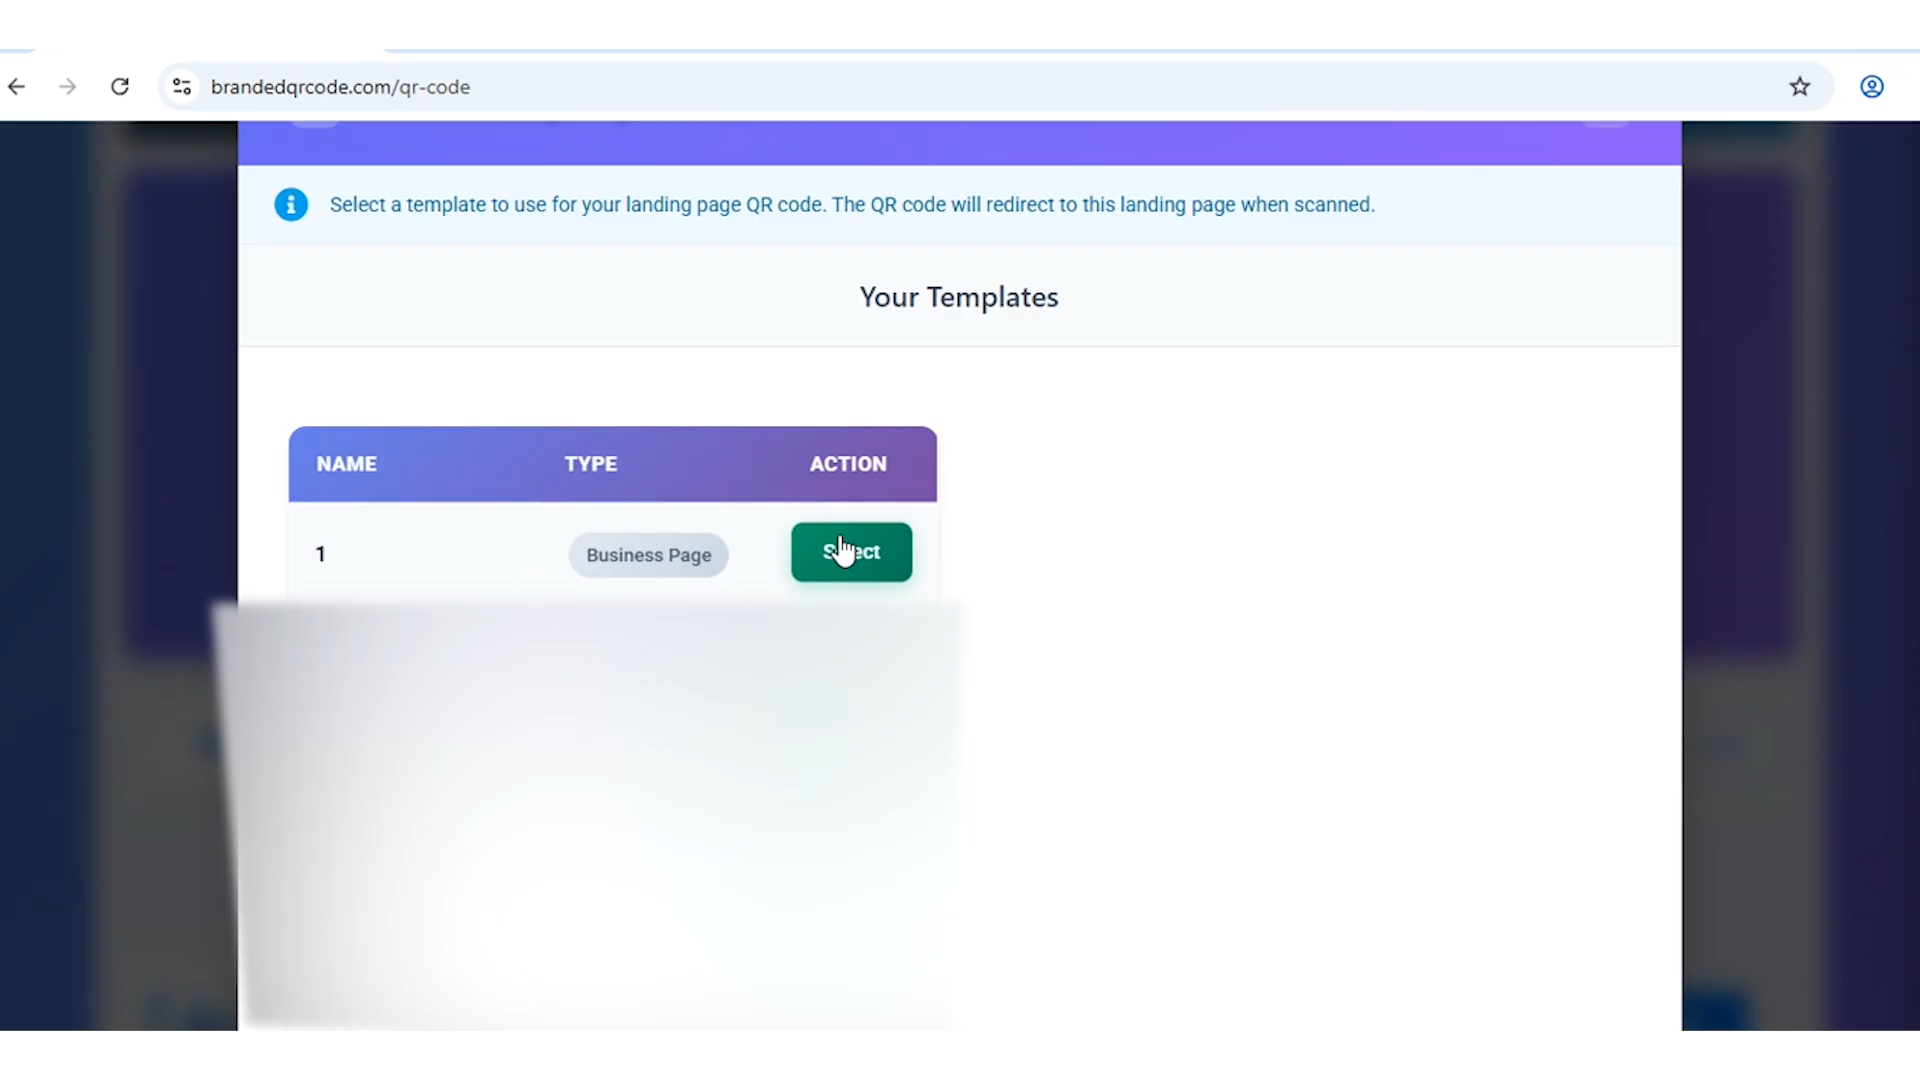 brandedqrcode.com/qr-code
Select a template to use for your landing page QR code. The QR code will redirect to this landing page when scanned.
Your Templates
NAME TYPE ACTION
1 Business Page Select